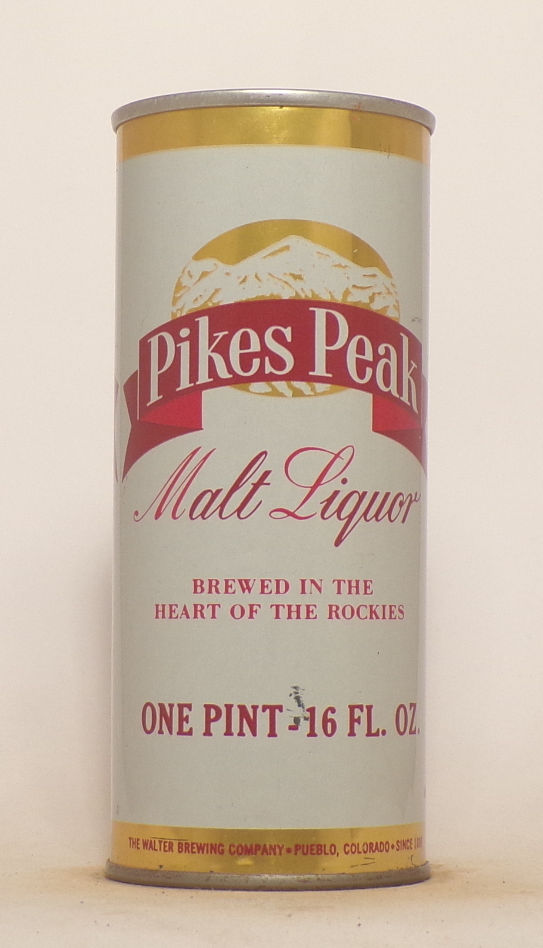 Pikes Peak
Malt Liquor
BREWED IN THE
HEART OF THE ROCKIES
ONE PINT - 16 FL. OZ.
THE WALTER BREWING COMPANY • PUEBLO, COLORADO • SINCE